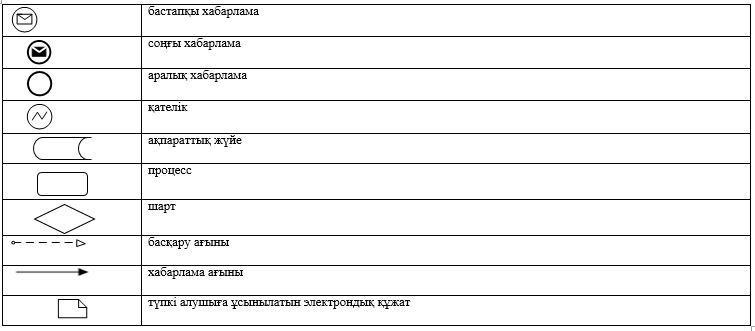 бастапқы хабарлама
соңғы хабарлама
аралық хабарлама
қателік
ақпараттық жүйе
процесс
шарт
басқару ағыны
хабарлама ағыны
түпкі алушыға ұсынылатын электрондық құжат